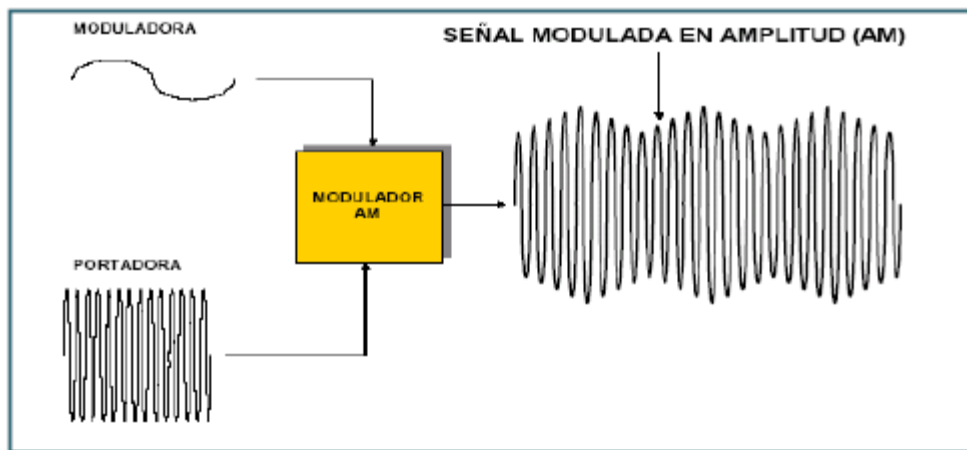 MODULADORA
SEÑAL MODULADA EN AMPLITUD (AM)
MODULADOR
AM
PORTADORA